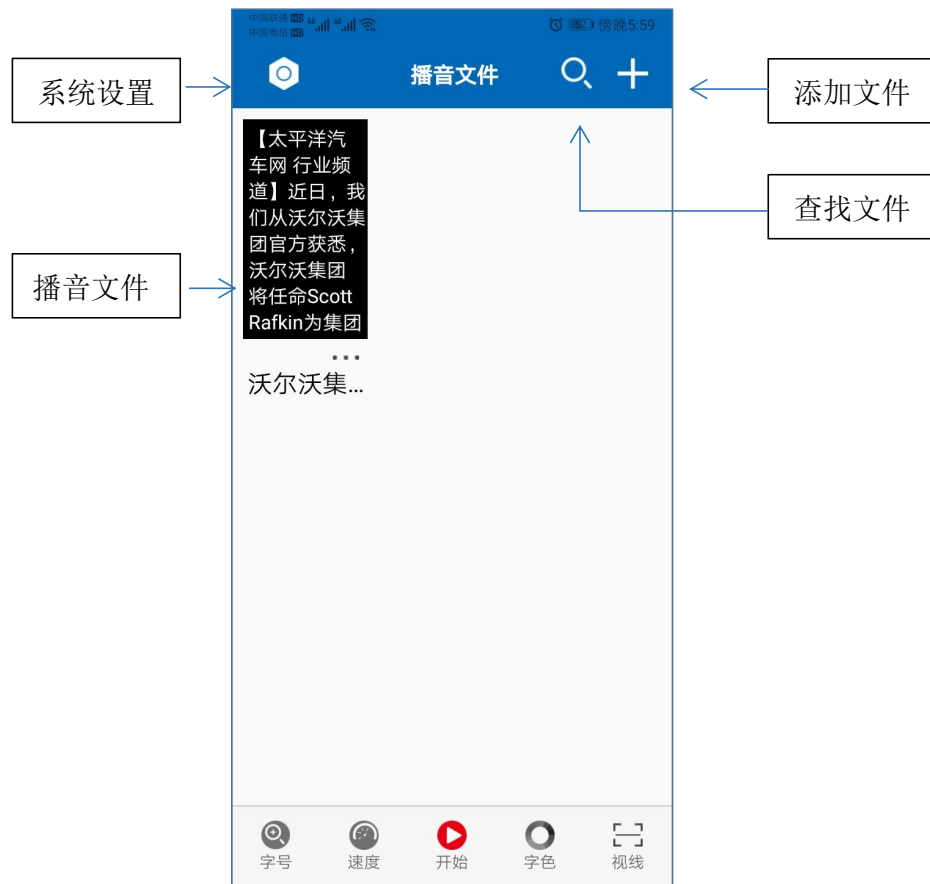 中国联通 HD 4G 4G
中国电信 HD
傍晚5:59
系统设置
播音文件
添加文件
查找文件
【太平洋汽
车网 行业频
道】近日，我
们从沃尔沃集
团官方获悉，
沃尔沃集团
将任命Scott
Rafkin为集团
播音文件
沃尔沃集...
字号
速度
开始
字色
视线